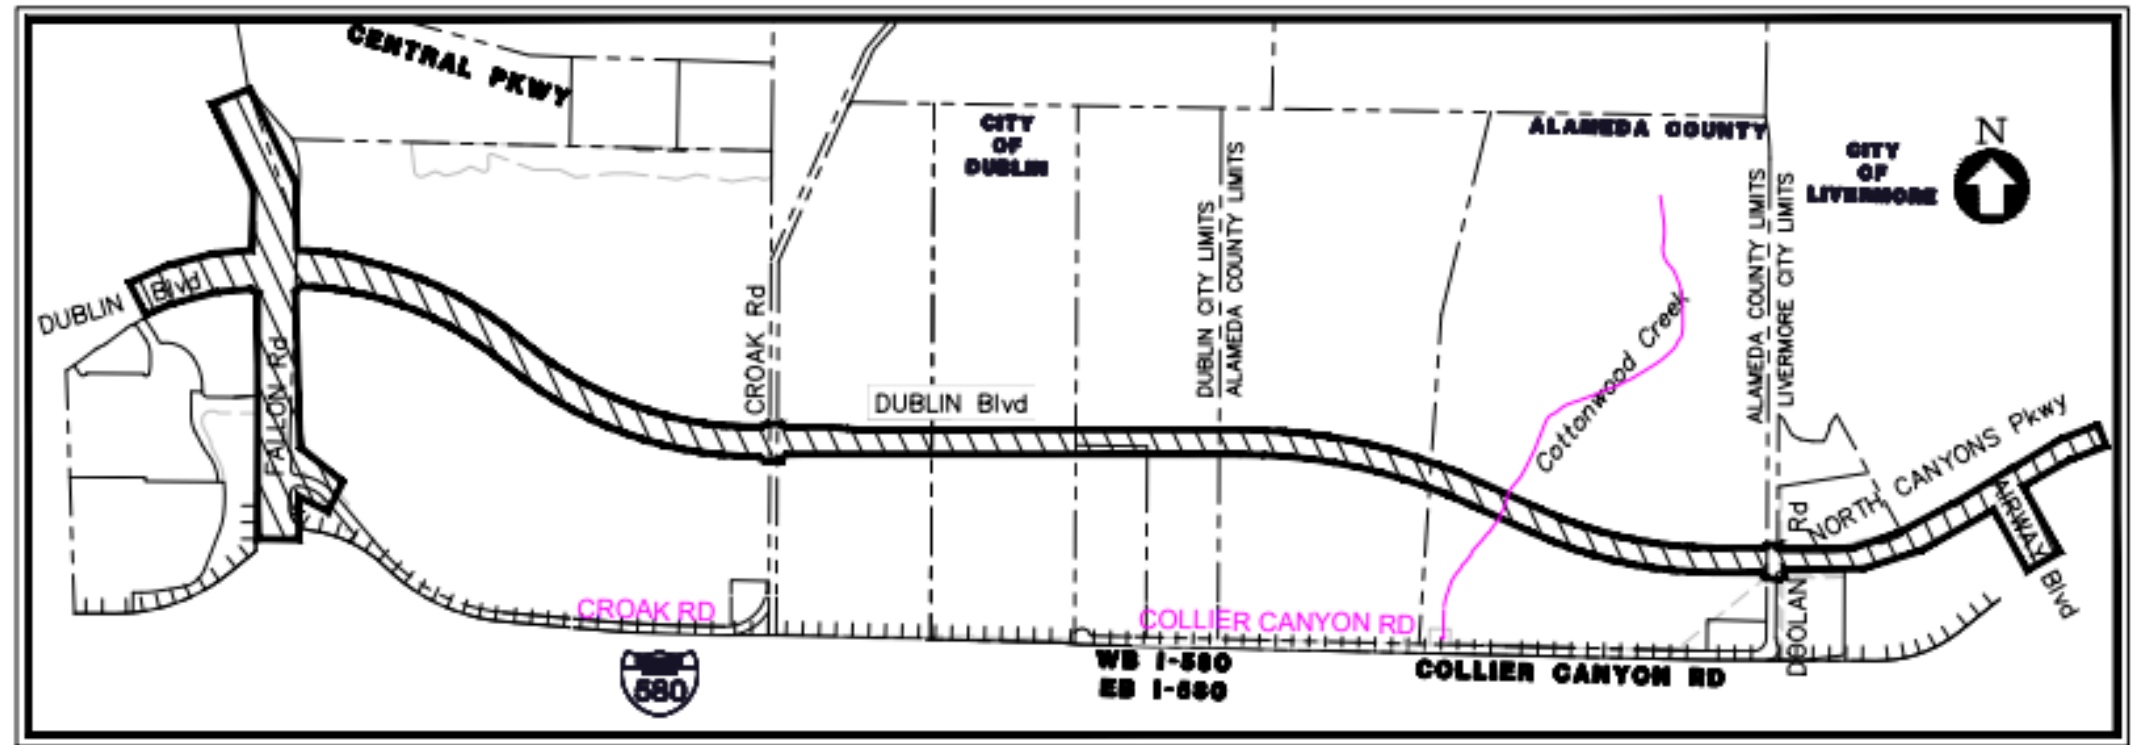 CENTRAL PKWY
CITY
OF
DUBLIN
ALAMEDA COUNTY
CITY
OF
LIVERMORE
N
DUBLIN Blvd
FALLON Rd
CROAK Rd
DUBLIN Blvd
DUBLIN CITY LIMITS
ALAMEDA COUNTY LIMITS
Cottonwood Creek
ALAMEDA COUNTY LIMITS
LIVERMORE CITY LIMITS
NORTH CANYONS Pkwy
AIRWAY Blvd
DOOLAN Rd
CROAK RD
COLLIER CANYON RD
580
WB I-580
EB I-580
COLLIER CANYON RD